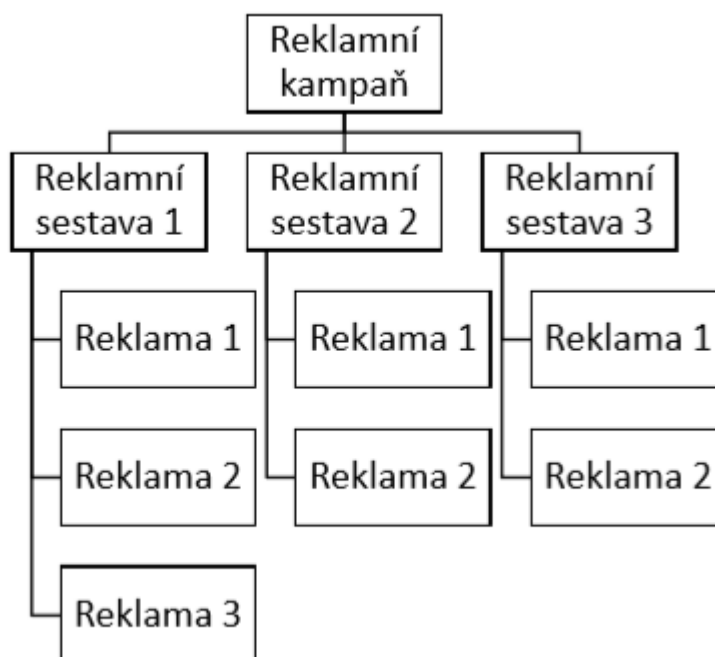 Reklamní
kampaň
Reklamní
sestava 1
Reklamní
sestava 2
Reklamní
sestava 3
Reklama 1
Reklama 1
Reklama 1
Reklama 2
Reklama 2
Reklama 2
Reklama 3